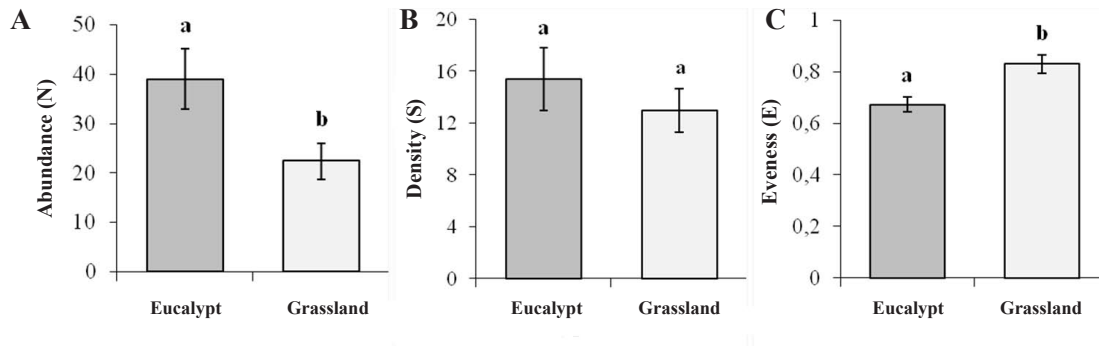 A
Abundance (N)
50
40
30
20
10
0
a
b
Eucalypt
Grassland
B
Density (S)
20
16
12
8
4
0
a
a
Eucalypt
Grassland
C
Eveness (E)
1
0,8
0,6
0,4
0,2
0
a
b
Eucalypt
Grassland